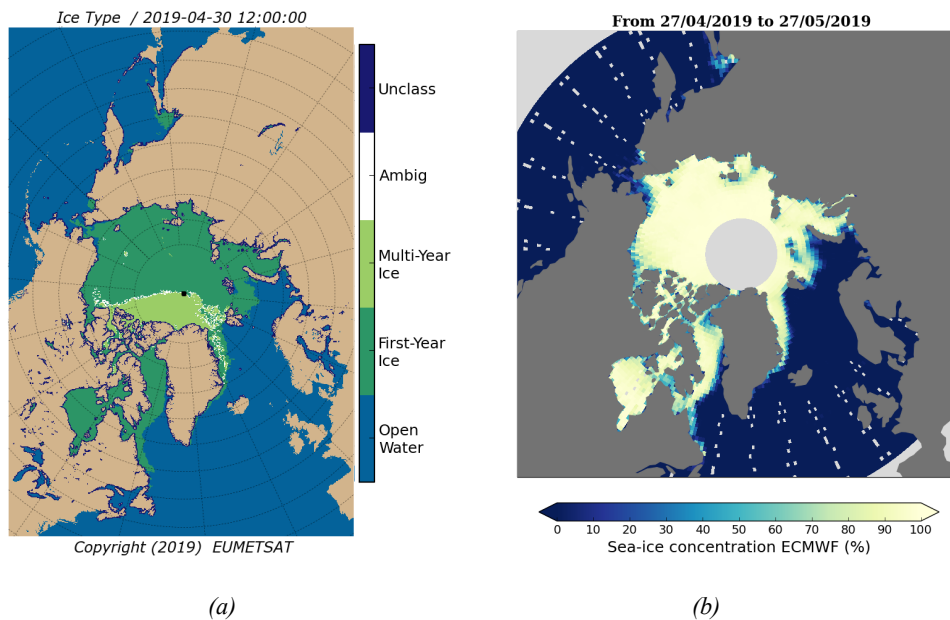 Ice Type / 2019-04-30 12:00:00
Unclass
Ambig
Multi-Year
Ice
First-Year
Ice
Open
Water
Copyright (2019) EUMETSAT
(a)
From 27/04/2019 to 27/05/2019
0 10 20 30 40 50 60 70 80 90 100
Sea-ice concentration ECMWF (%)
(b)